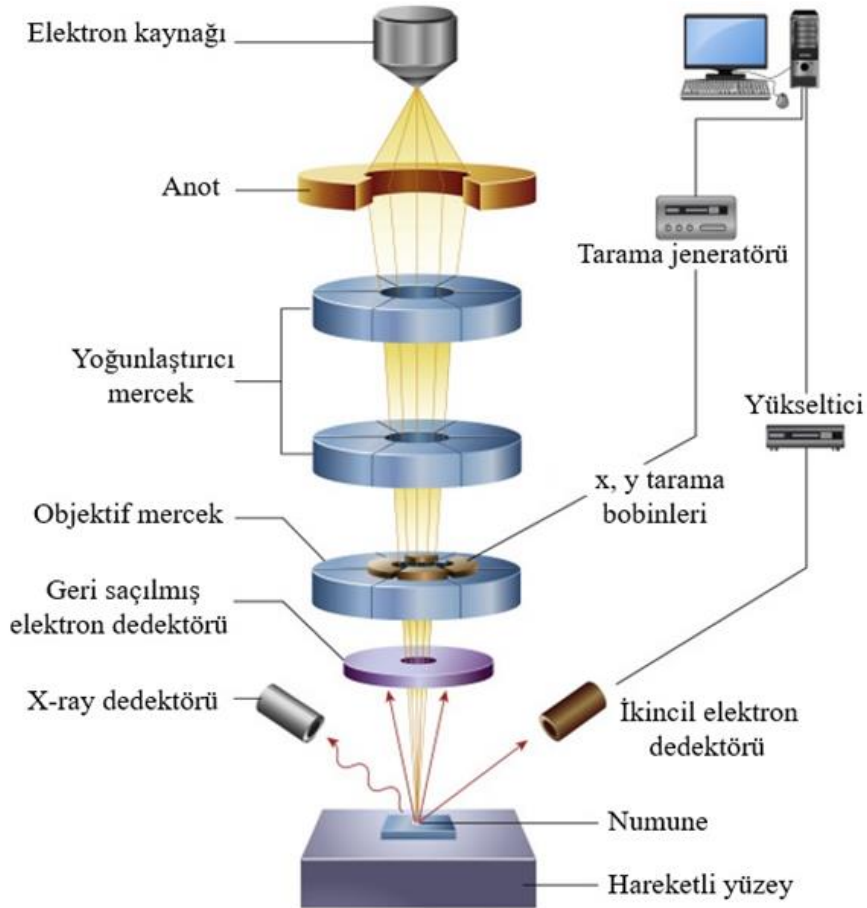 Elektron kaynağı
Anot
Tarama jeneratörü
Yoğunlaştırıcı
mercek
Yükseltici
x, y tarama
bobinleri
Objektif mercek
Geri saçılmış
elektron dedektörü
X-ray dedektörü
İkincil elektron
dedektörü
Numune
Hareketli yüzey